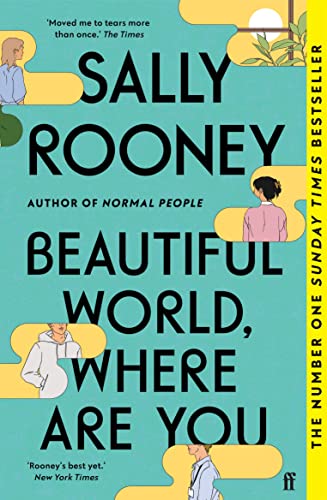 'Moved me to tears more
than once.' The Times
SALLY
ROONEY
AUTHOR OF NORMAL PEOPLE
BEAUTIFUL
WORLD,
WHERE
ARE YOU
'Rooney's best yet.'
New York Times
ff
THE NUMBER ONE SUNDAY TIMES BESTSELLER